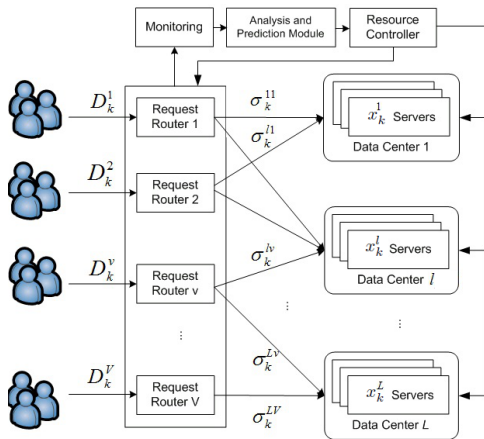 Monitoring
Analysis and
Prediction Module
Resource
Controller
D_k^1
Request
Router 1
σ_k^{11}
x_k^1 Servers
Data Center 1
σ_k^{l1}
D_k^2
Request
Router 2
D_k^v
Request
Router v
σ_k^{lv}
x_k^l Servers
Data Center l
...
...
...
σ_k^{Lv}
D_k^V
Request
Router V
σ_k^{LV}
x_k^L Servers
Data Center L